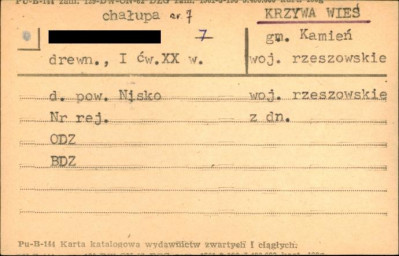 chałupa nr 7
KRZYWA WIEŚ
7
gm. Kamień
drewn., I ćw.XX w.
woj. rzeszowskie
d. pow. Nisko
woj. rzeszowskie
Nr rej.
z dn.
ODZ
BDZ
Pu-B-144 Karta katalogowa wydawnictw zwartych i ciągłych: